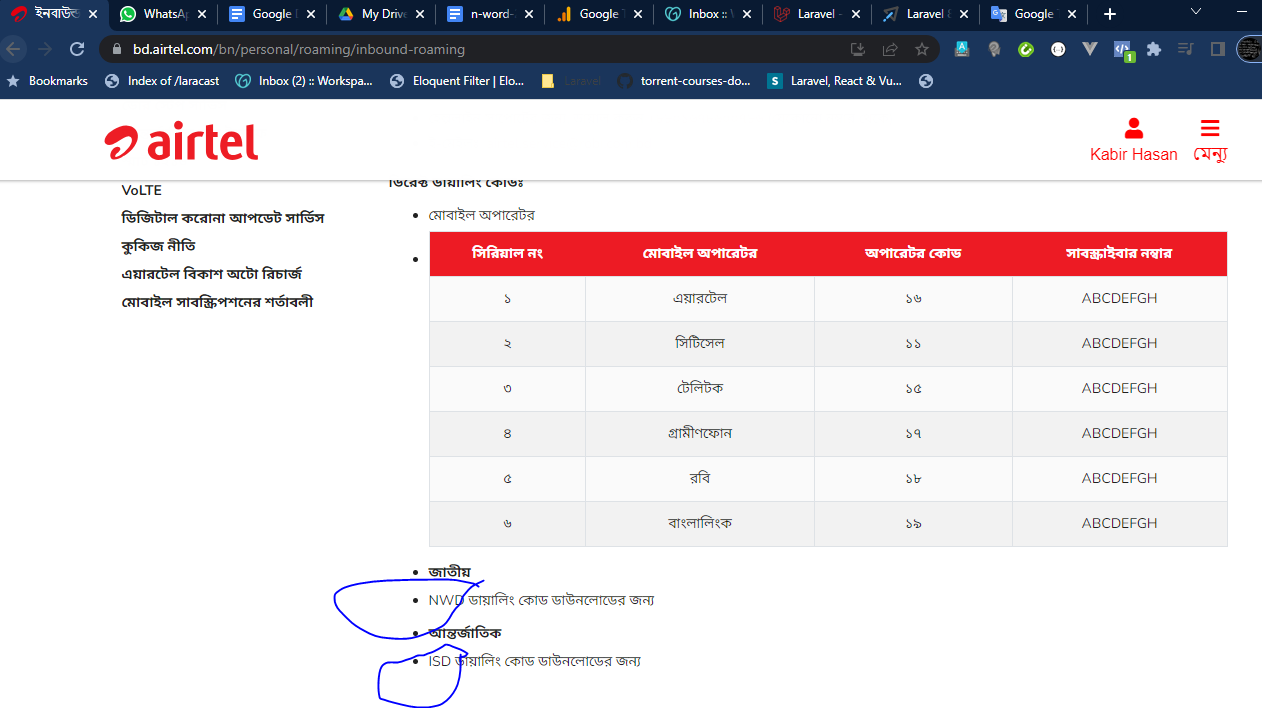 ইনবাউন্ড WhatsA Google D My Drive n-word- Google T Inbox :: W Laravel - Laravel 8 Google T
bd.airtel.com/bn/personal/roaming/inbound-roaming
Bookmarks Index of /laracast Inbox (2) :: Workspa... Eloquent Filter | Elo... Laravel torrent-courses-do... Laravel, React & Vu...
airtel
Kabir Hasan মেন্যু
VoLTE
ডিজিটাল করোনা আপডেট সার্ভিস
কুকিজ নীতি
এয়ারটেল বিকাশ অটো রিচার্জ
মোবাইল সাবস্ক্রিপশনের শর্তাবলী
ডিরেক্ট ডায়ালিং কোডঃ
মোবাইল অপারেটর
সিরিয়াল নং মোবাইল অপারেটর অপারেটর কোড সাবস্ক্রাইবার নম্বার
১ এয়ারটেল ১৬ ABCDEFGH
২ সিটিসেল ১১ ABCDEFGH
৩ টেলিটক ১৫ ABCDEFGH
৪ গ্রামীণফোন ১৭ ABCDEFGH
৫ রবি ১৮ ABCDEFGH
৬ বাংলালিংক ১৯ ABCDEFGH
জাতীয়
NWD ডায়ালিং কোড ডাউনলোডের জন্য
আন্তর্জাতিক
ISD ডায়ালিং কোড ডাউনলোডের জন্য